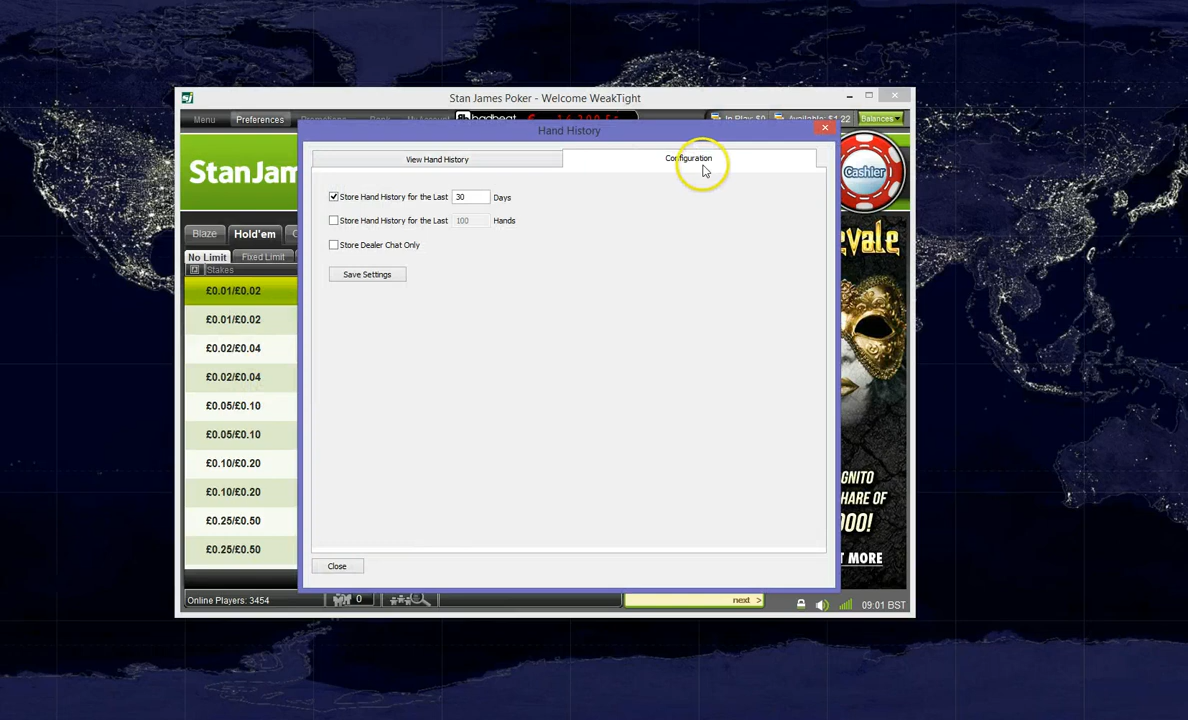 Stan James Poker - Welcome WeakTight
Menu
Preferences
badbeat
Balances
Hand History
StanJam
Cashier
View Hand History
Configuration
Store Hand History for the Last 30 Days
Store Hand History for the Last 100 Hands
Store Dealer Chat Only
Save Settings
Blaze
Hold'em
No Limit
Fixed Limit
Stakes
£0.01/£0.02
£0.01/£0.02
£0.02/£0.04
£0.02/£0.04
£0.05/£0.10
£0.05/£0.10
£0.10/£0.20
£0.10/£0.20
£0.25/£0.50
£0.25/£0.50
evale
GNITO
HARE OF
000!
T MORE
Close
Online Players: 3454
0
next >
09:01 BST